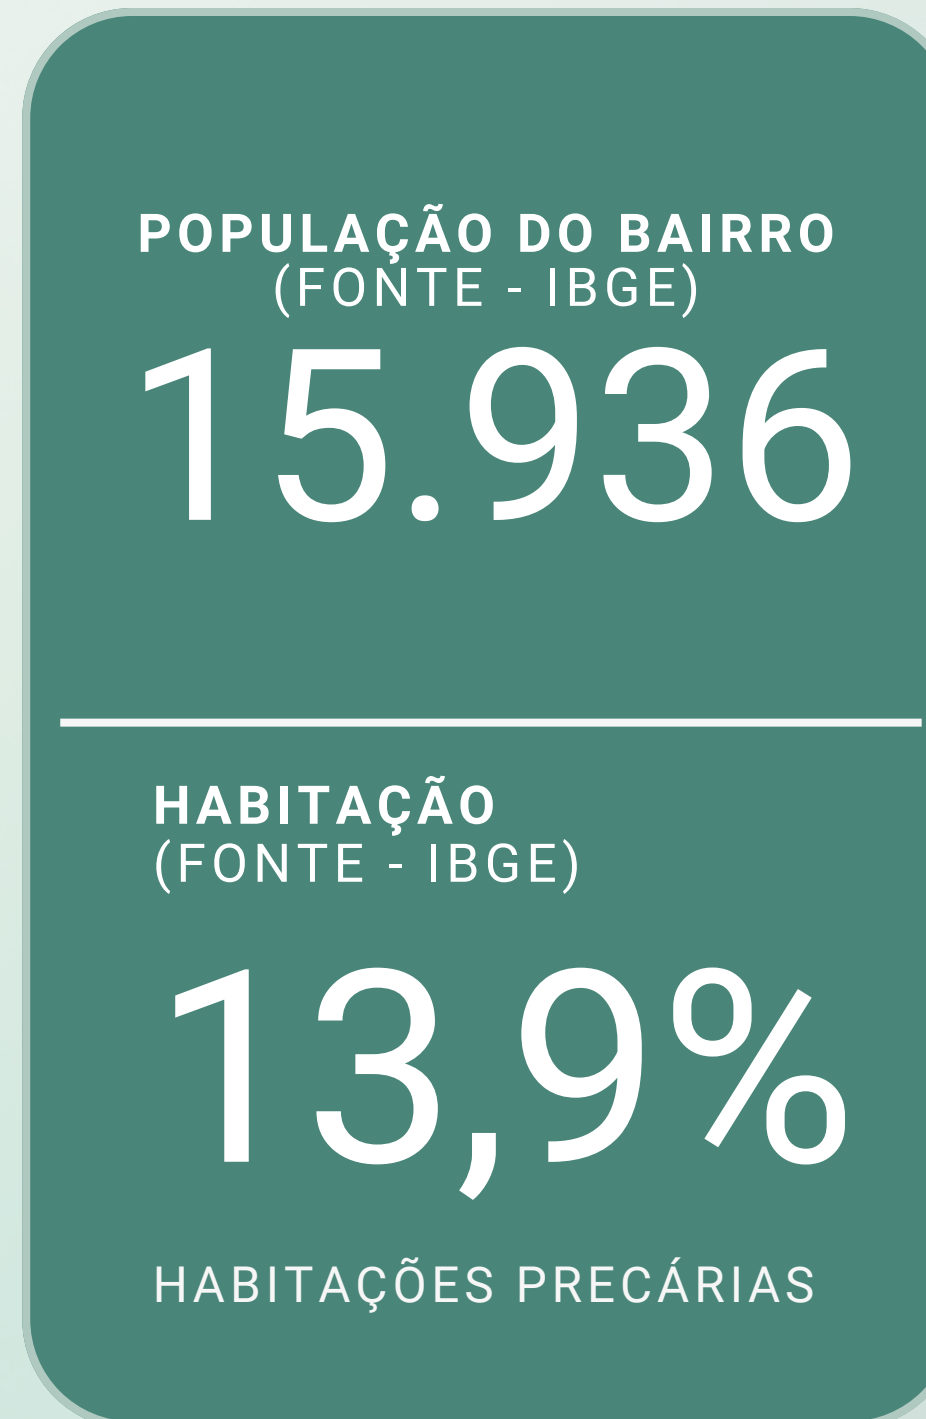 POPULAÇÃO DO BAIRRO
(FONTE - IBGE)
15.936
HABITAÇÃO
(FONTE - IBGE)
13,9%
HABITAÇÕES PRECÁRIAS